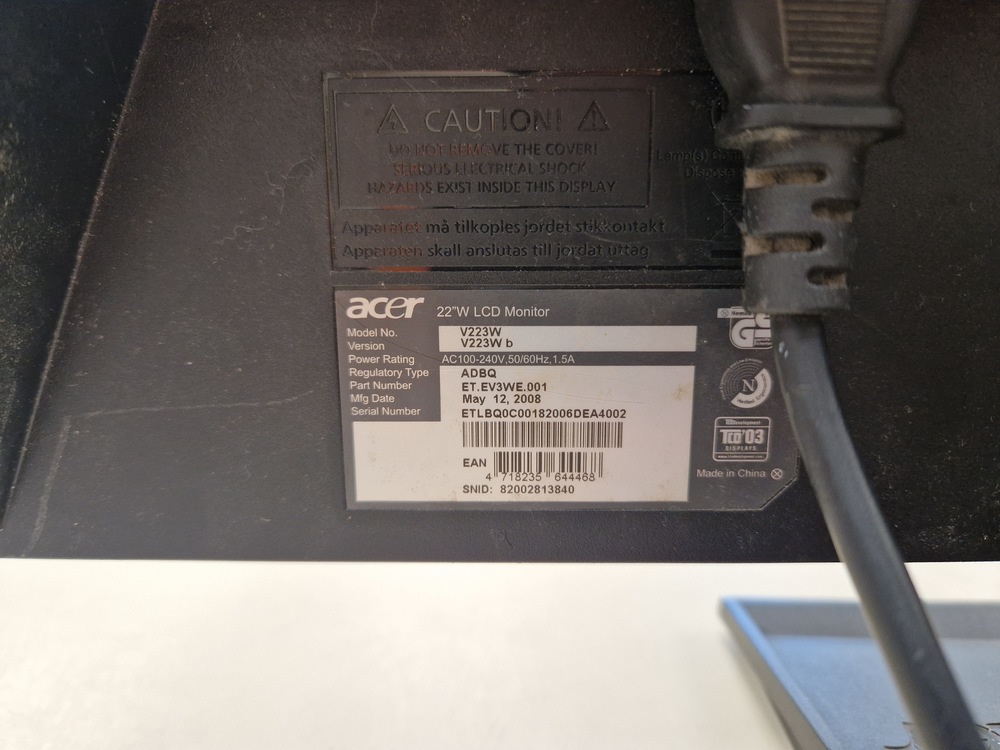 CAUTION!
DO NOT REMOVE THE COVER!
SERIOUS ELECTRICAL SHOCK
HAZARDS EXIST INSIDE THIS DISPLAY
Lamp(s)
Dispose
Apparatet må tilkoples jordet stikkontakt
Apparaten skall anslutas till jordat uttag
acer 22"W LCD Monitor
Model No. V223W
Version V223W b
Power Rating AC100-240V,50/60Hz,1.5A
Regulatory Type ADBQ
Part Number ET.EV3WE.001
Mfg Date May 12, 2008
Serial Number ETLBQ0C00182006DEA4002
EAN
4 718235 644468
SNID: 82002813840
GS
N
TCO'03
DISPLAYS
Made in China